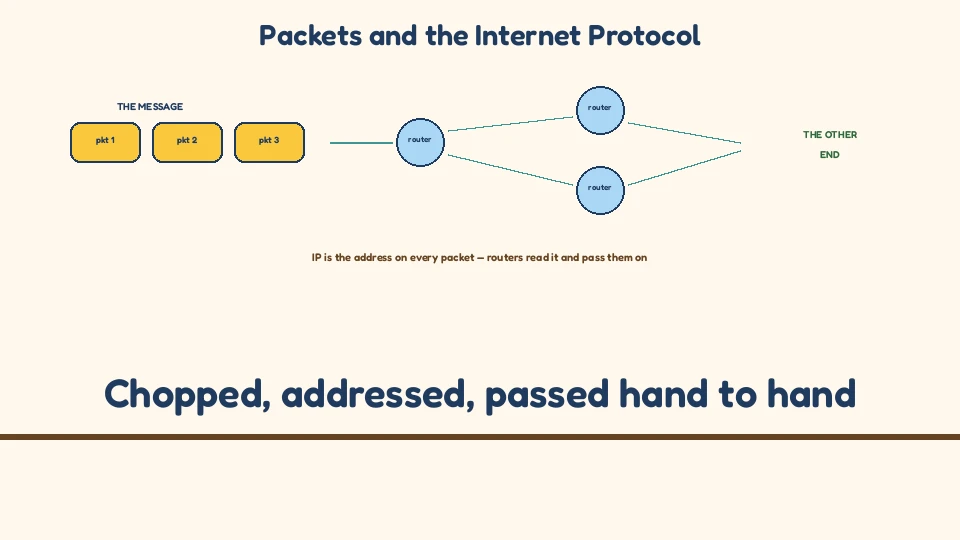 Packets and the Internet Protocol
THE MESSAGE
pkt 1
pkt 2
pkt 3
router
router
router
THE OTHER
END
IP is the address on every packet — routers read it and pass them on
Chopped, addressed, passed hand to hand